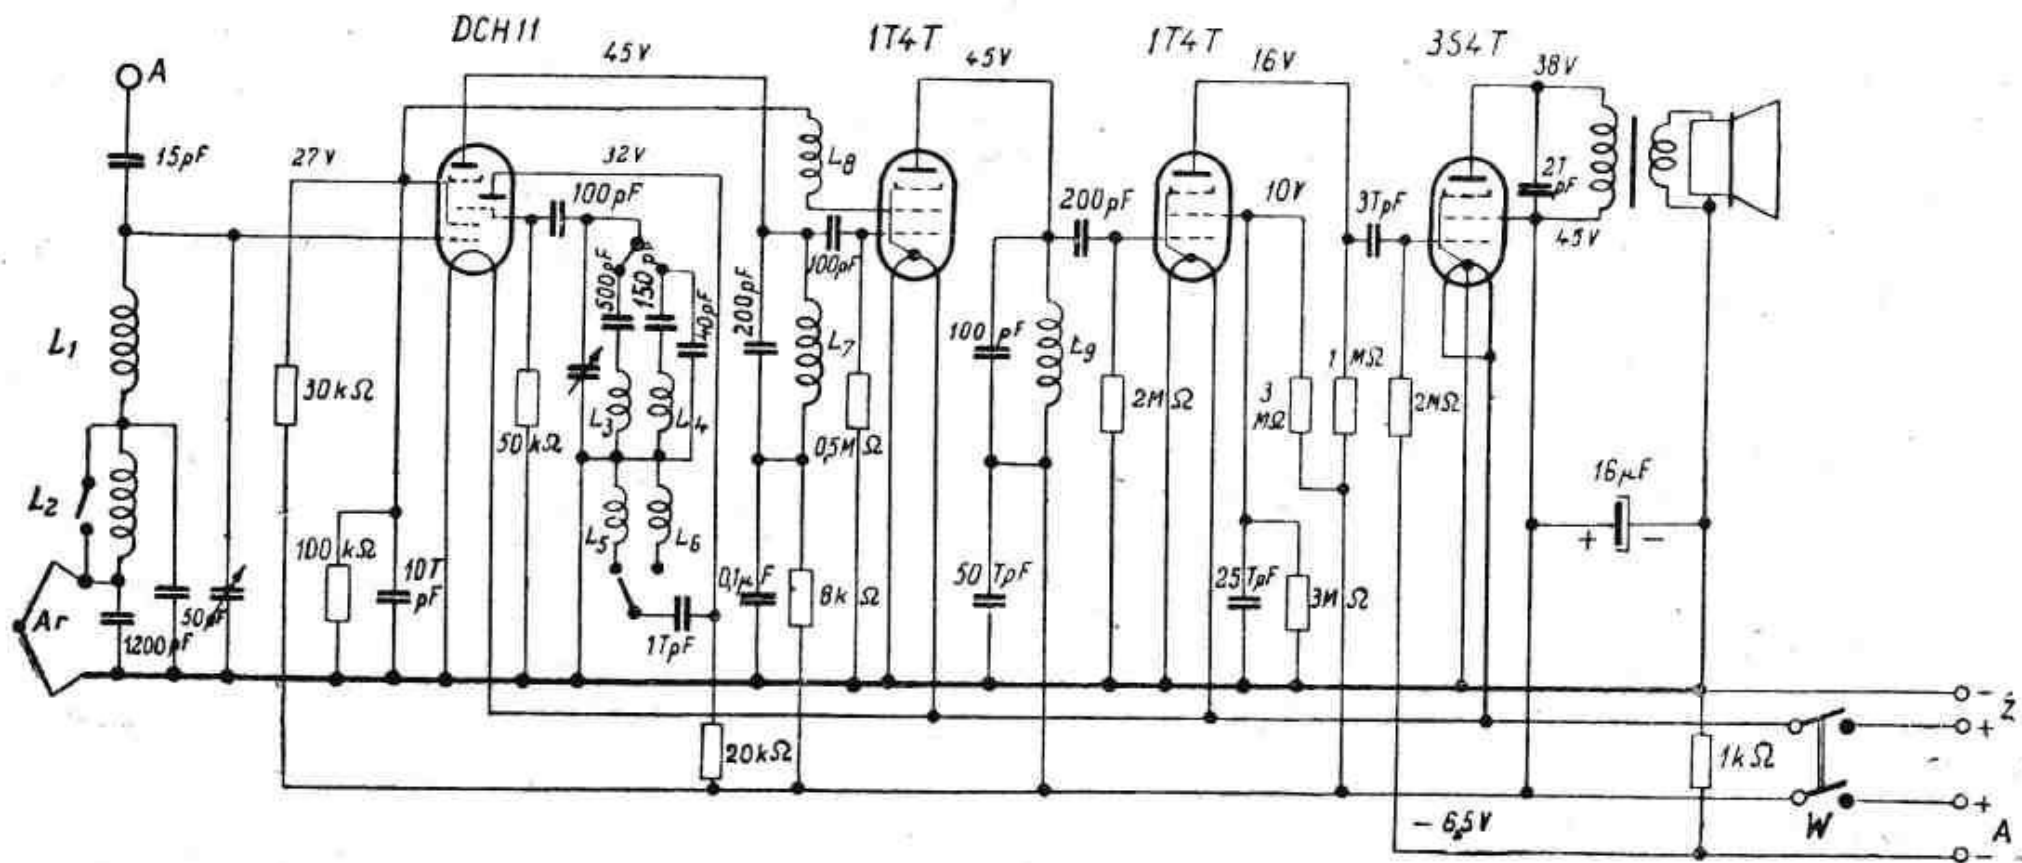 DCH11
1T4T
1T4T
3S4T
A
45V
45V
16V
38V
15pF
27V
32V
L8
100pF
200pF
10V
3TpF
2T
pF
45V
100pF
500pF
150pF
40pF
200pF
L1
L7
100pF
L9
1MΩ
30kΩ
50kΩ
L3
L4
0,5MΩ
2MΩ
3
MΩ
2MΩ
L2
16µF
+ -
100kΩ
10T
pF
L5
L6
0,1µF
8kΩ
50TpF
25TpF
3MΩ
Ar
1200pF
50pF
1TpF
- Ż
+
20kΩ
1kΩ
-
+
-6,5V
W
A
-